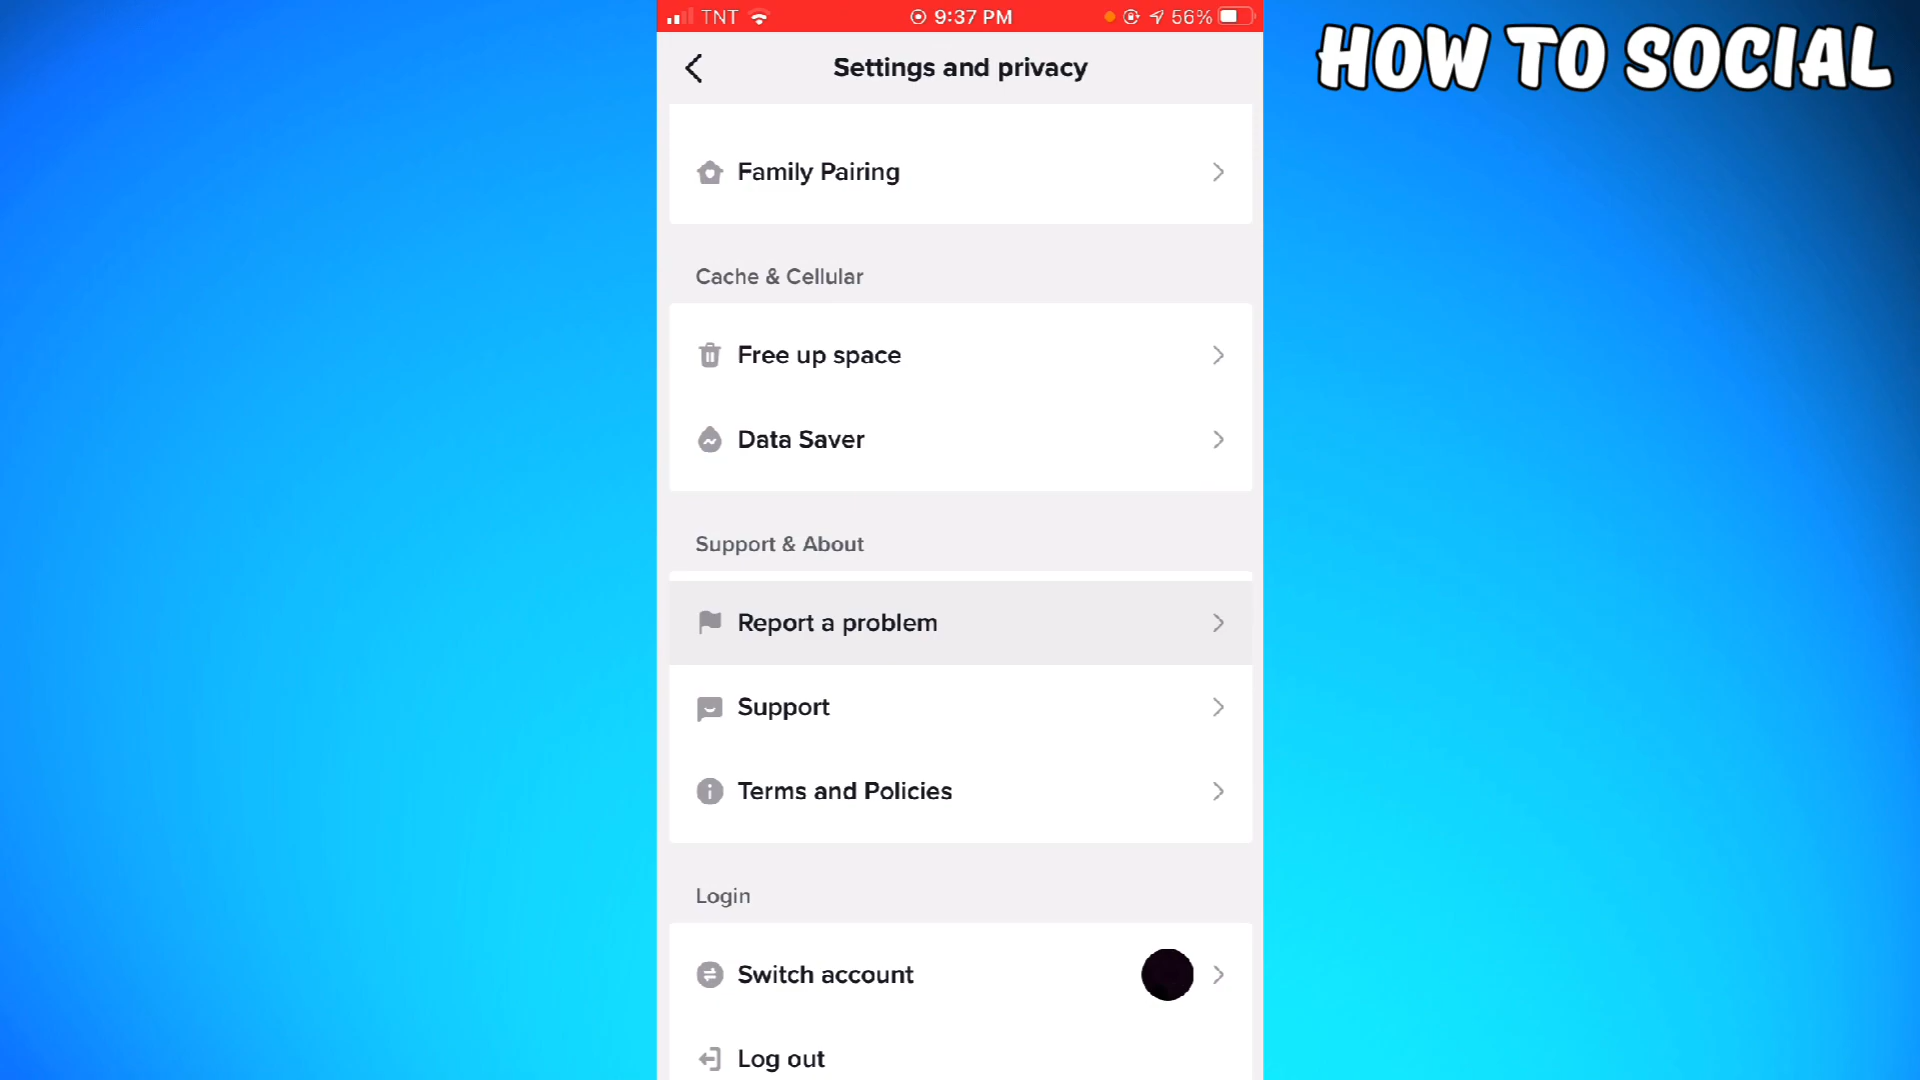 TNT 9:37 PM 56%
HOW TO SOCIAL
Settings and privacy
Family Pairing
Cache & Cellular
Free up space
Data Saver
Support & About
Report a problem
Support
Terms and Policies
Login
Switch account
Log out